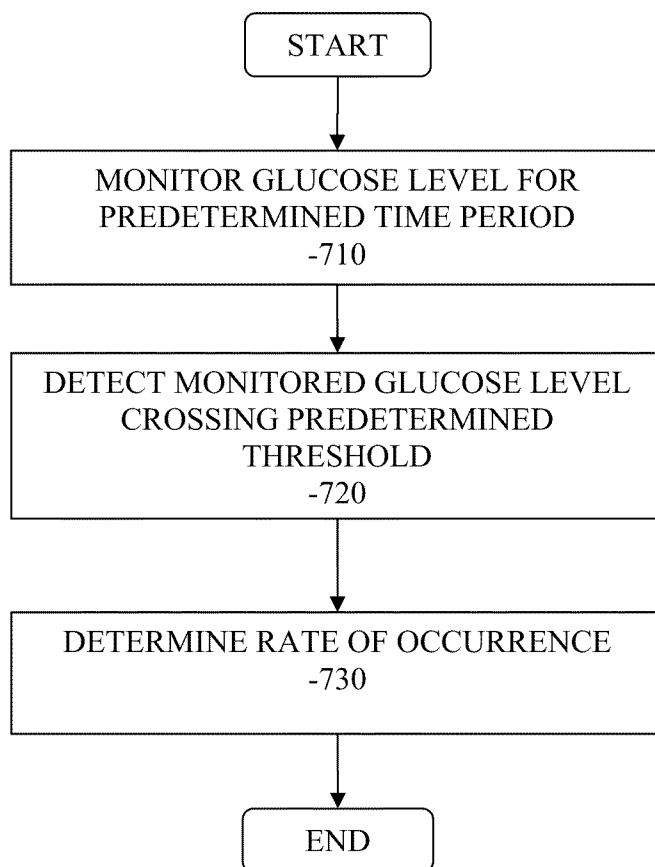 START
MONITOR GLUCOSE LEVEL FOR
PREDETERMINED TIME PERIOD
-710
DETECT MONITORED GLUCOSE LEVEL
CROSSING PREDETERMINED
THRESHOLD
-720
DETERMINE RATE OF OCCURRENCE
-730
END